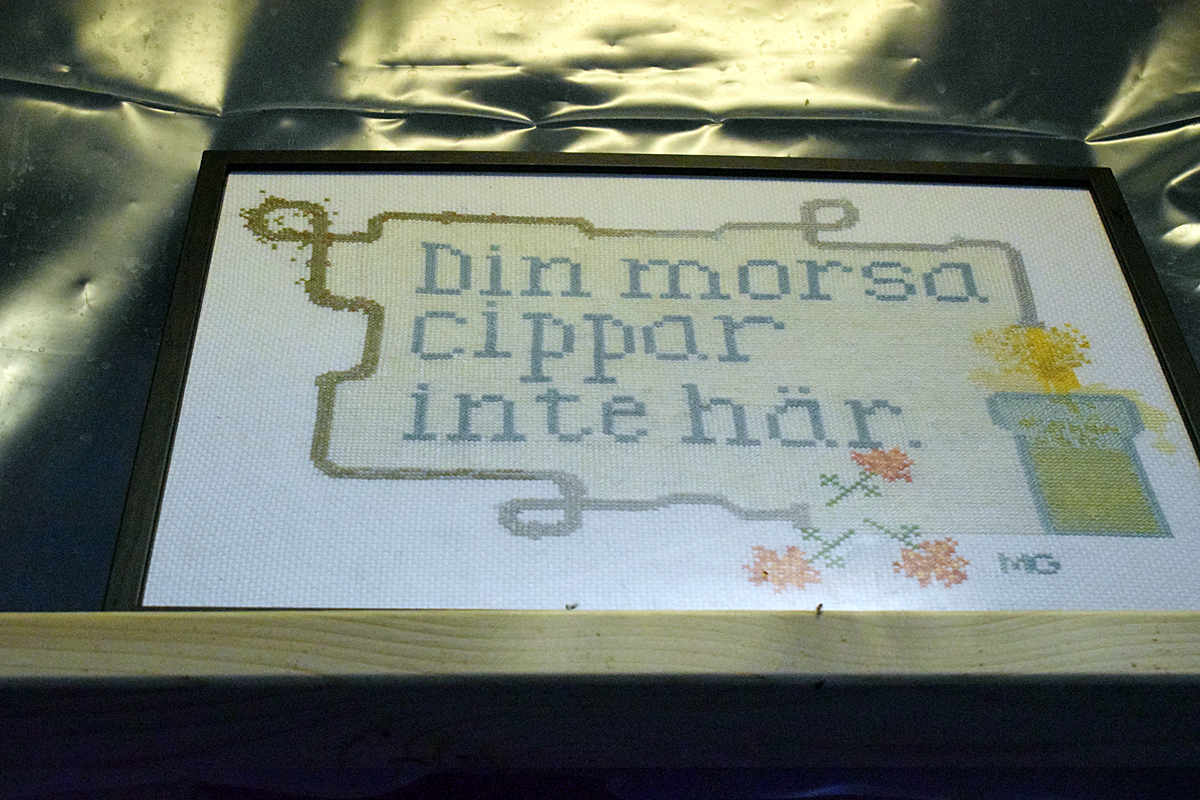 Din morsa
cippar
inte här.
MG